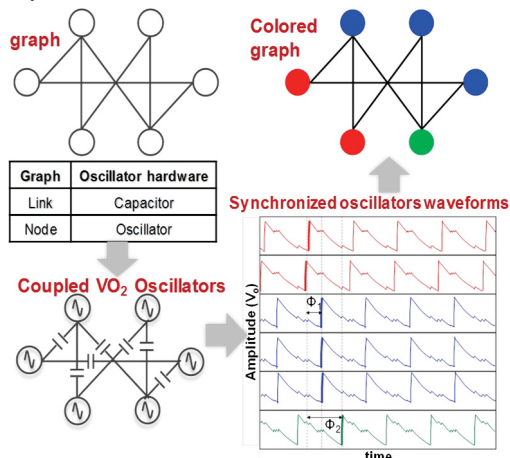 graph
Colored
graph
Graph Oscillator hardware
Link Capacitor
Node Oscillator
Synchronized oscillators waveforms
Coupled VO₂ Oscillators
Amplitude (Vₒ)
Φ₁
Φ₂
time